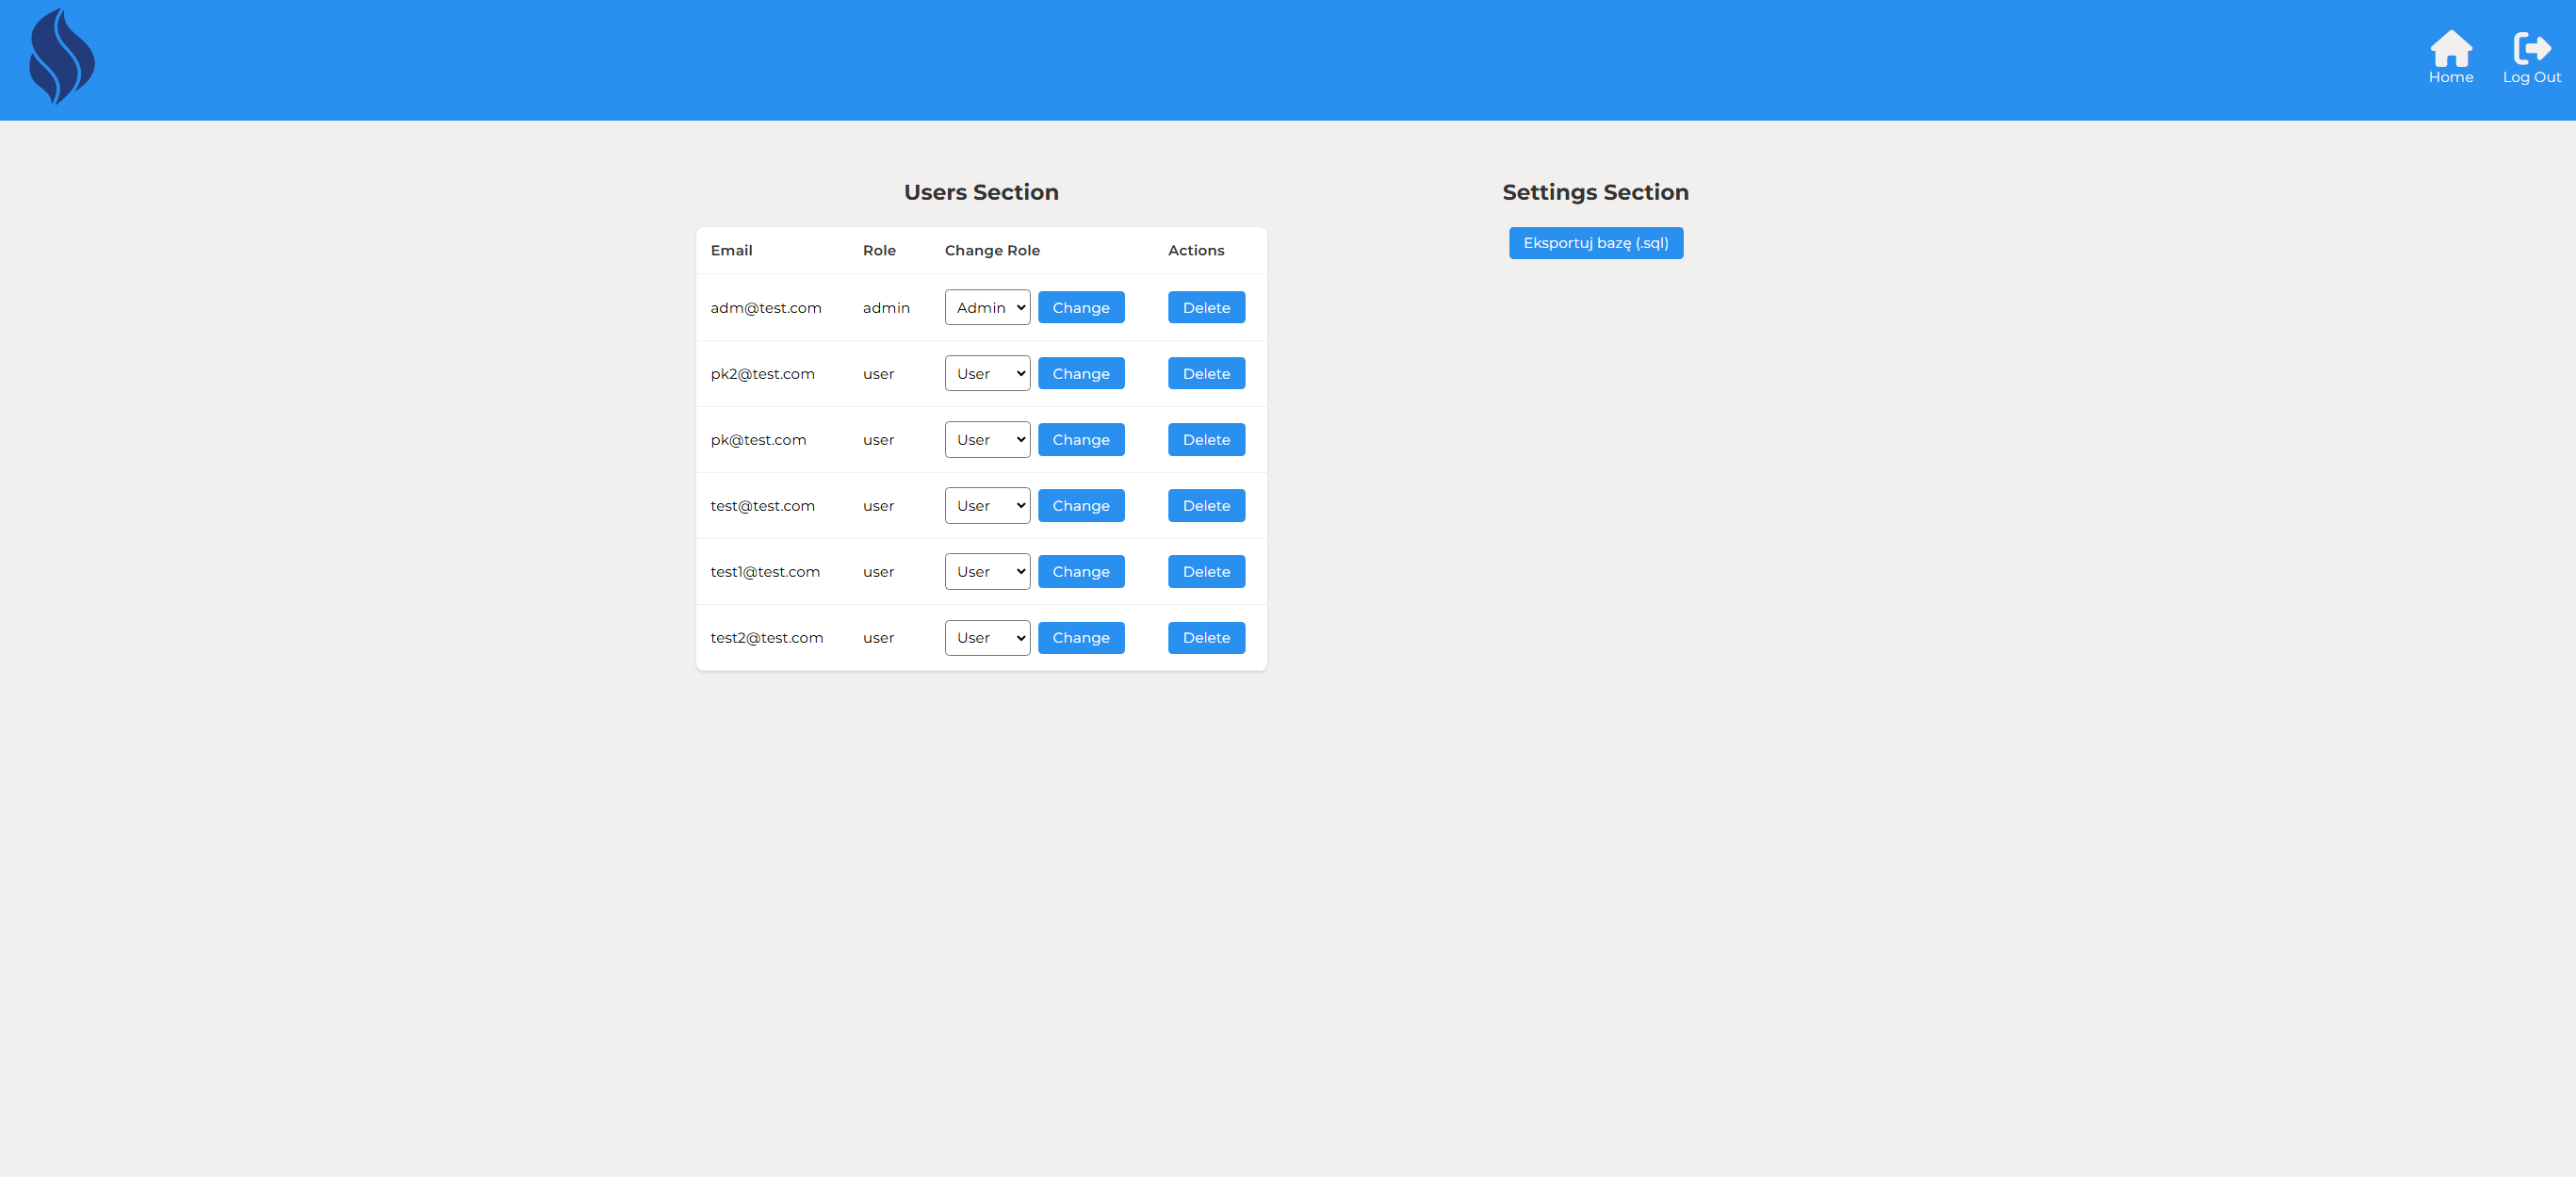 Home
Log Out
Users Section
Email Role Change Role Actions
adm@test.com admin Admin Change Delete
pk2@test.com user User Change Delete
pk@test.com user User Change Delete
test@test.com user User Change Delete
test1@test.com user User Change Delete
test2@test.com user User Change Delete
Settings Section
Eksportuj bazę (.sql)